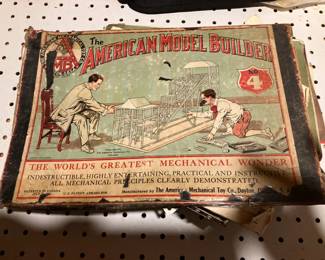 The
AMERICAN MODEL BUILDER
4
THE WORLD'S GREATEST MECHANICAL WONDER
INDESTRUCTIBLE, HIGHLY ENTERTAINING, PRACTICAL AND INSTRUCTIVE
ALL MECHANICAL PRINCIPLES CLEARLY DEMONSTRATED
Manufactured by The American Mechanical Toy Co., Dayton,